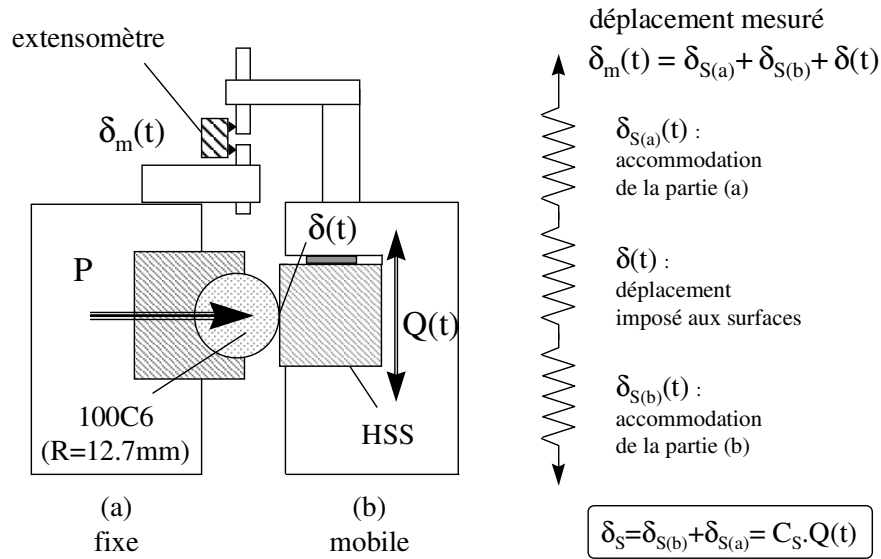 extensomètre
δm(t)
P
δ(t)
Q(t)
100C6
(R=12.7mm)
HSS
(a)
fixe
(b)
mobile
déplacement mesuré
δm(t) = δS(a)+ δS(b)+ δ(t)
δS(a)(t) :
accommodation
de la partie (a)
δ(t) :
déplacement
imposé aux surfaces
δS(b)(t) :
accommodation
de la partie (b)
δS=δS(b)+δS(a)= CS.Q(t)